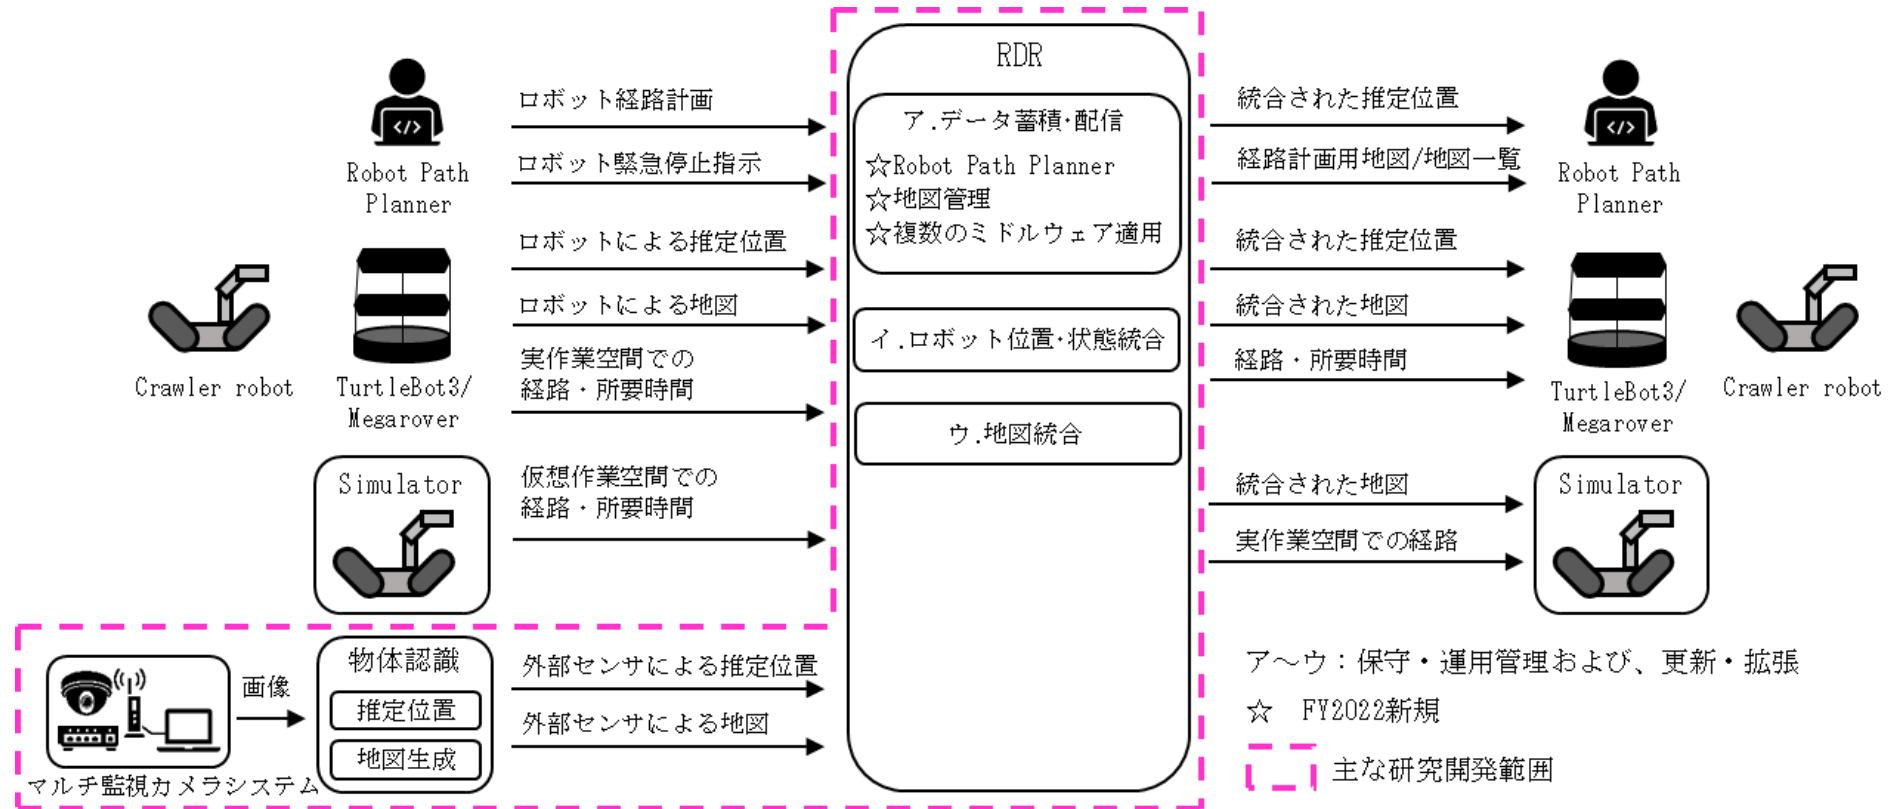 RDR
ロボット経路計画
ロボット緊急停止指示
Robot Path
Planner
ロボットによる推定位置
ロボットによる地図
実作業空間での
経路・所要時間
Crawler robot
TurtleBot3/
Megarover
Simulator
仮想作業空間での
経路・所要時間
マルチ監視カメラシステム
画像
物体認識
推定位置
地図生成
外部センサによる推定位置
外部センサによる地図
ア.データ蓄積・配信
☆Robot Path Planner
☆地図管理
☆複数のミドルウェア適用
イ.ロボット位置・状態統合
ウ.地図統合
統合された推定位置
経路計画用地図/地図一覧
Robot Path
Planner
統合された推定位置
統合された地図
経路・所要時間
TurtleBot3/
Megarover
Crawler robot
統合された地図
実作業空間での経路
Simulator
ア～ウ：保守・運用管理および、更新・拡張
☆ FY2022新規
主な研究開発範囲